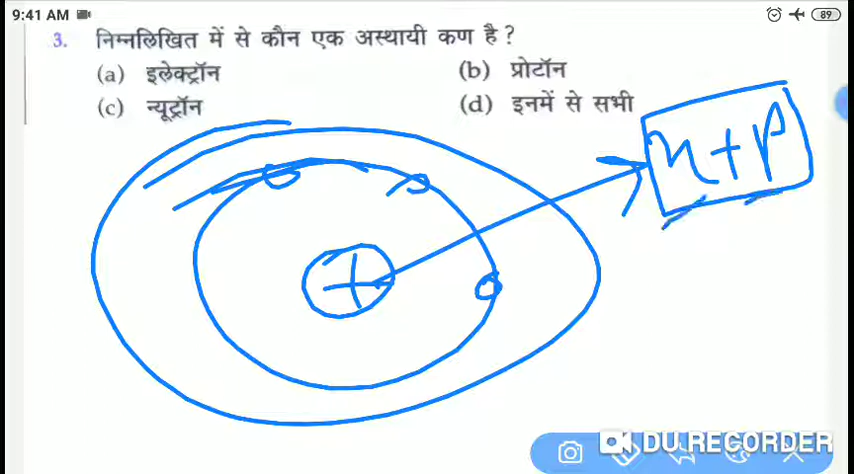 9:41 AM 89
3. निम्नलिखित में से कौन एक अस्थायी कण है ?
(a) इलेक्ट्रॉन (b) प्रोटॉन
(c) न्यूट्रॉन (d) इनमें से सभी
n+p
+
DU RECORDER